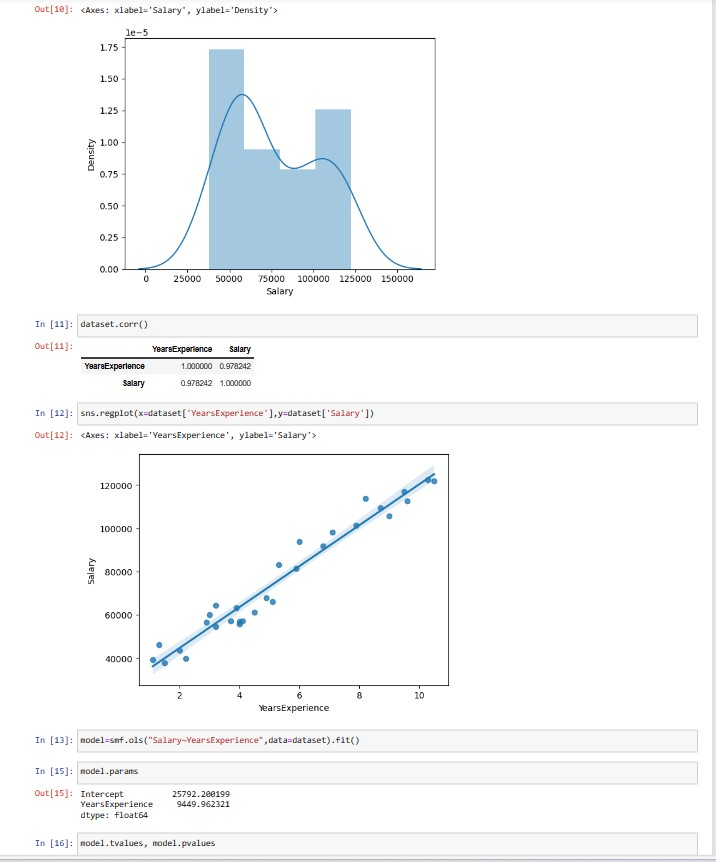 Out[10]: <Axes: xlabel='Salary', ylabel='Density'>
1e−5
1.75
1.50
1.25
1.00
0.75
0.50
0.25
0.00
Density
0 25000 50000 75000 100000 125000 150000
Salary
In [11]: dataset.corr()
Out[11]:
YearsExperience Salary
YearsExperience 1.000000 0.978242
Salary 0.978242 1.000000
In [12]: sns.regplot(x=dataset['YearsExperience'],y=dataset['Salary'])
Out[12]: <Axes: xlabel='YearsExperience', ylabel='Salary'>
120000
100000
80000
60000
40000
Salary
2 4 6 8 10
YearsExperience
In [13]: model=smf.ols("Salary~YearsExperience",data=dataset).fit()
In [15]: model.params
Out[15]: Intercept 25792.200199
YearsExperience 9449.962321
dtype: float64
In [16]: model.tvalues, model.pvalues